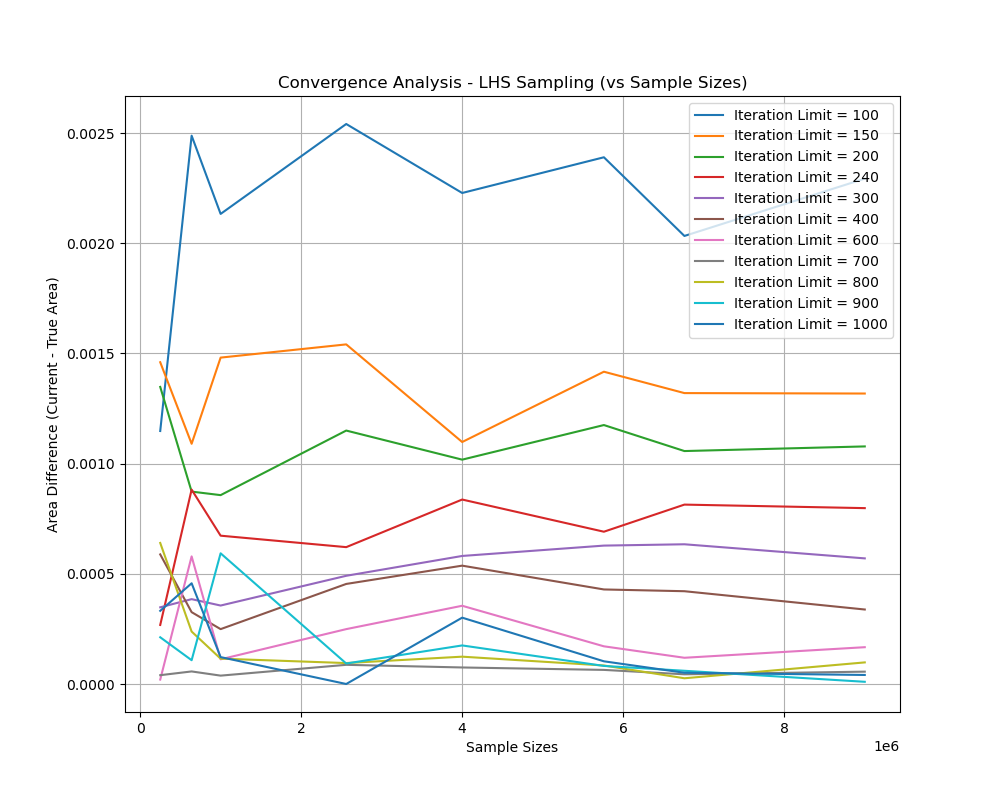 Convergence Analysis - LHS Sampling (vs Sample Sizes)
Area Difference (Current - True Area)
0.0025
0.0020
0.0015
0.0010
0.0005
0.0000
Iteration Limit = 100
Iteration Limit = 150
Iteration Limit = 200
Iteration Limit = 240
Iteration Limit = 300
Iteration Limit = 400
Iteration Limit = 600
Iteration Limit = 700
Iteration Limit = 800
Iteration Limit = 900
Iteration Limit = 1000
0 2 4 6 8
1e6
Sample Sizes